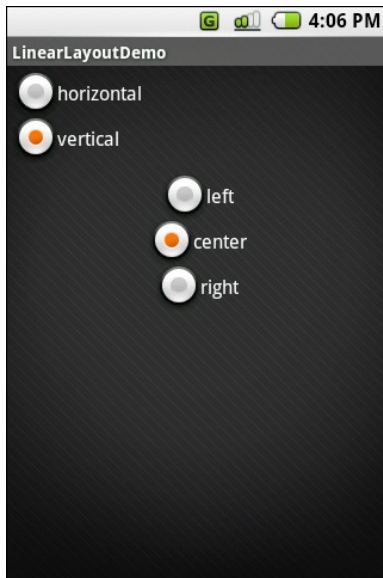 G 4:06 PM
LinearLayoutDemo
horizontal
vertical
left
center
right